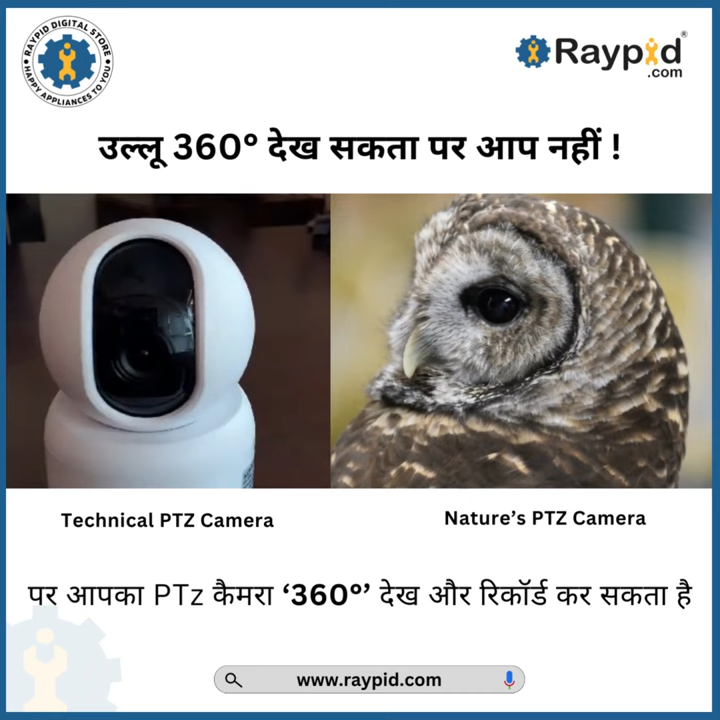 RAYPID DIGITAL STORE
HAPPY APPLIANCES TO YOU
Raypid®
.com
उल्लू 360° देख सकता पर आप नहीं !
Technical PTZ Camera
Nature's PTZ Camera
पर आपका PTz कैमरा ‘360°’ देख और रिकॉर्ड कर सकता है
www.raypid.com